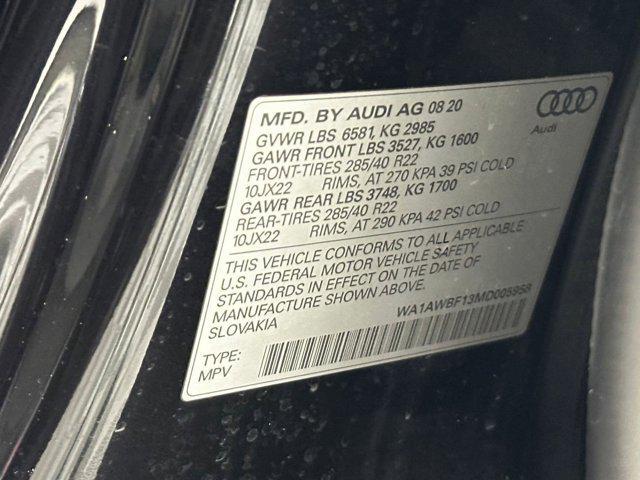 MFD. BY AUDI AG 08 20
GVWR LBS 6581, KG 2985
GAWR FRONT LBS 3527, KG 1600
FRONT-TIRES 285/40 R22
10JX22 RIMS, AT 270 KPA 39 PSI COLD
GAWR REAR LBS 3748, KG 1700
REAR-TIRES 285/40 R22
10JX22 RIMS, AT 290 KPA 42 PSI COLD
Audi
THIS VEHICLE CONFORMS TO ALL APPLICABLE
U.S. FEDERAL MOTOR VEHICLE SAFETY
STANDARDS IN EFFECT ON THE DATE OF
MANUFACTURE SHOWN ABOVE.
SLOVAKIA
WA1AWBF13MD005958
TYPE:
MPV